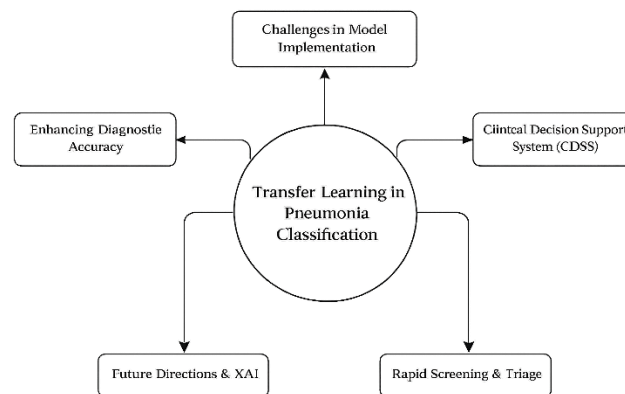 Challenges in Model
Implementation
Enhancing Diagnostic
Accuracy
Ciintcal Decision Support
System (CDSS)
Transfer Learning in
Pneumonia
Classification
Future Directions & XAI
Rapid Screening & Triage